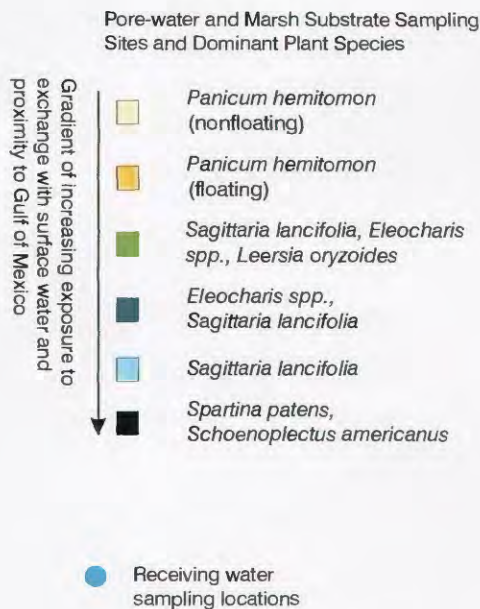 Pore-water and Marsh Substrate Sampling
Sites and Dominant Plant Species
Gradient of increasing exposure to
exchange with surface water and
proximity to Gulf of Mexico
Panicum hemitomon
(nonfloating)
Panicum hemitomon
(floating)
Sagittaria lancifolia, Eleocharis
spp., Leersia oryzoides
Eleocharis spp.,
Sagittaria lancifolia
Sagittaria lancifolia
Spartina patens,
Schoenoplectus americanus
Receiving water
sampling locations